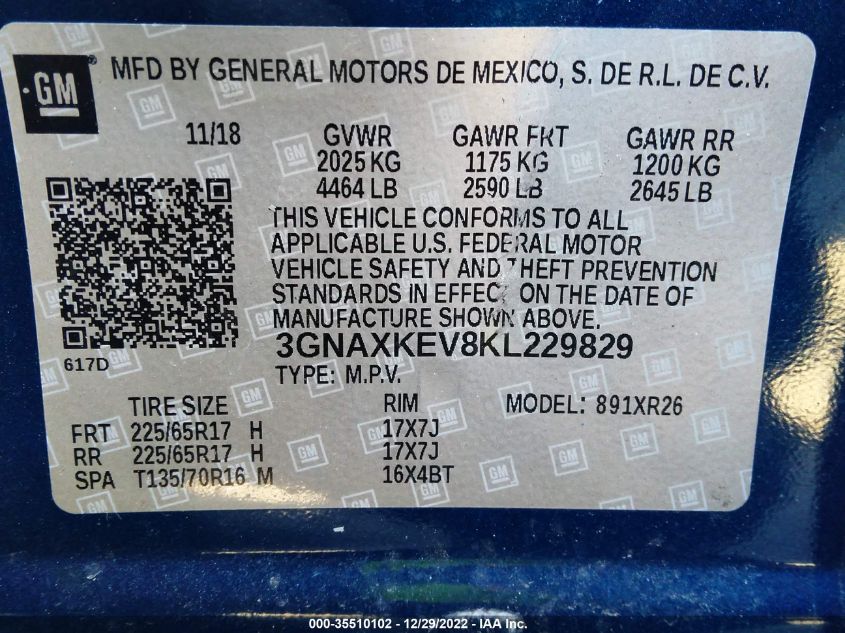 GM
MFD BY GENERAL MOTORS DE MEXICO, S. DE R.L. DE C.V.
11/18 GVWR GAWR FRT GAWR RR
2025 KG 1175 KG 1200 KG
4464 LB 2590 LB 2645 LB
THIS VEHICLE CONFORMS TO ALL
APPLICABLE U.S. FEDERAL MOTOR
VEHICLE SAFETY AND THEFT PREVENTION
STANDARDS IN EFFECT ON THE DATE OF
MANUFACTURE SHOWN ABOVE.
617D
3GNAXKEV8KL229829
TYPE: M.P.V.
TIRE SIZE RIM MODEL: 891XR26
FRT 225/65R17 H 17X7J
RR 225/65R17 H 17X7J
SPA T135/70R16 M 16X4BT
000-35510102 - 12/29/2022 - IAA Inc.